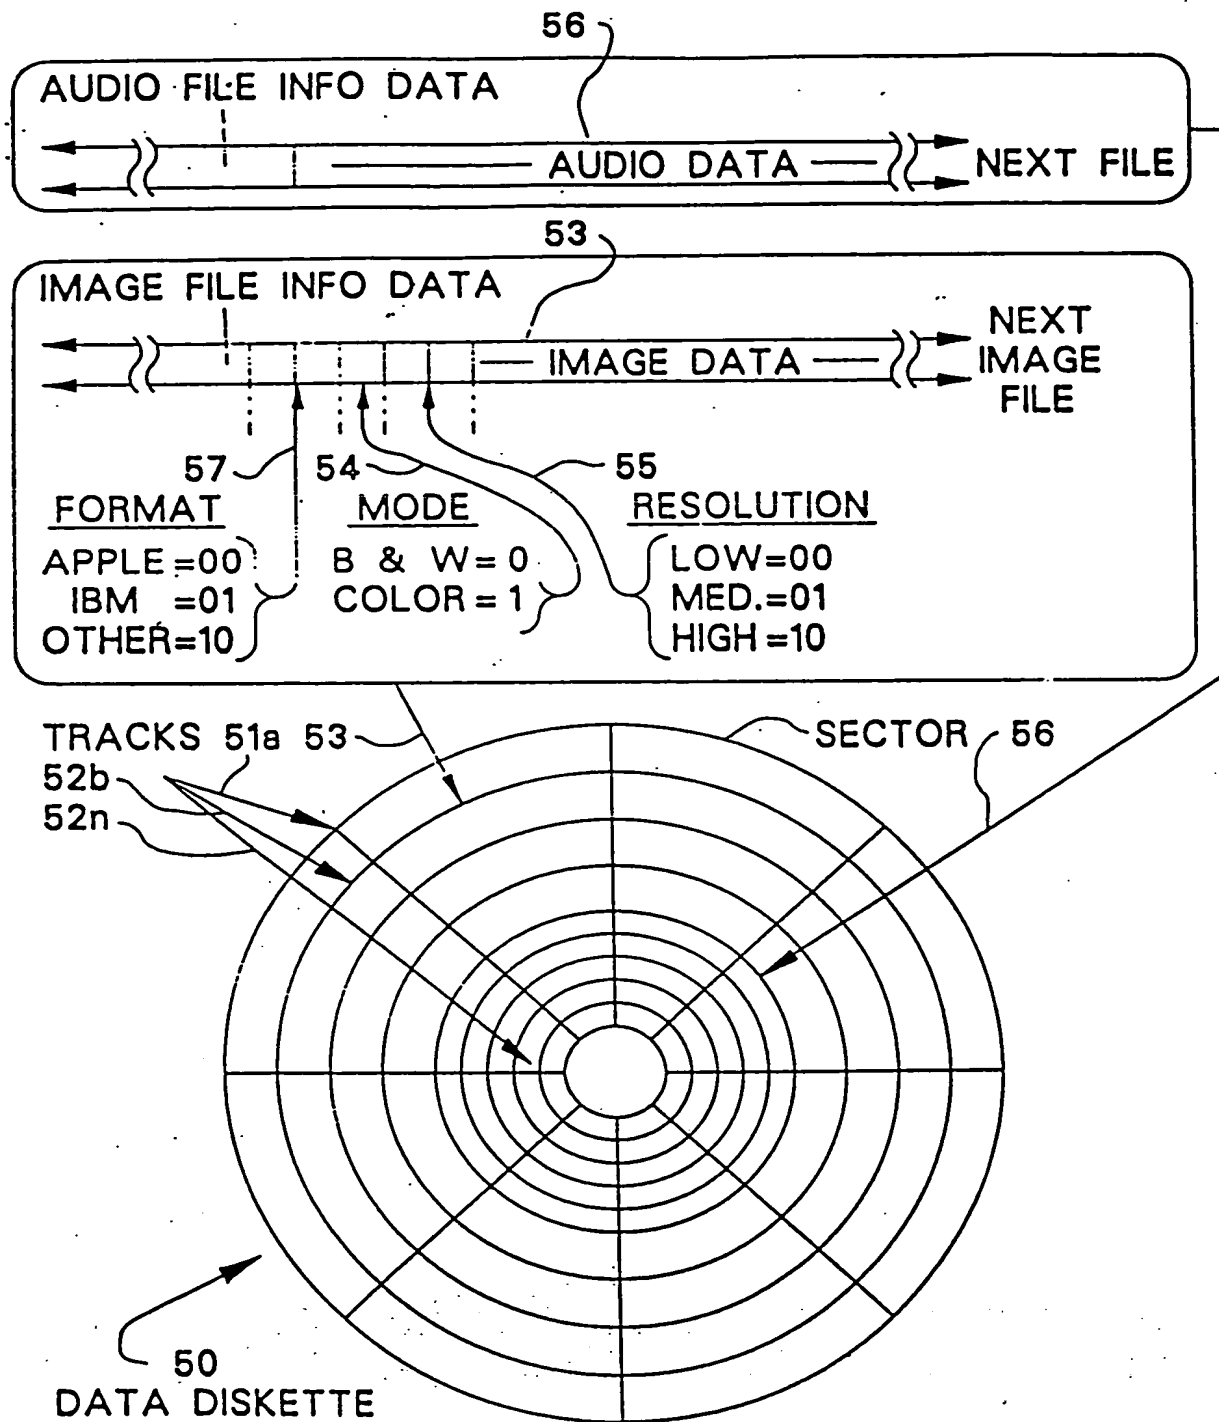 56
AUDIO FILE INFO DATA
AUDIO DATA
NEXT FILE
53
IMAGE FILE INFO DATA
IMAGE DATA
NEXT
IMAGE
FILE
57
54
55
FORMAT
APPLE=00
IBM =01
OTHER=10
MODE
B & W=0
COLOR=1
RESOLUTION
LOW=00
MED.=01
HIGH=10
TRACKS 51a 53
52b
52n
SECTOR 56
50
DATA DISKETTE